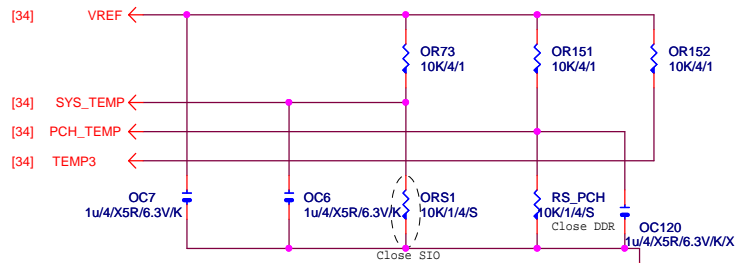 [34] VREF
OR73
10K/4/1
OR151
10K/4/1
OR152
10K/4/1
[34] SYS_TEMP
[34] PCH_TEMP
[34] TEMP3
OC7
1u/4/X5R/6.3V/K
OC6
1u/4/X5R/6.3V/K
ORS1
10K/1/4/S
Close SIO
RS_PCH
10K/1/4/S
Close DDR
OC120
1u/4/X5R/6.3V/K/X